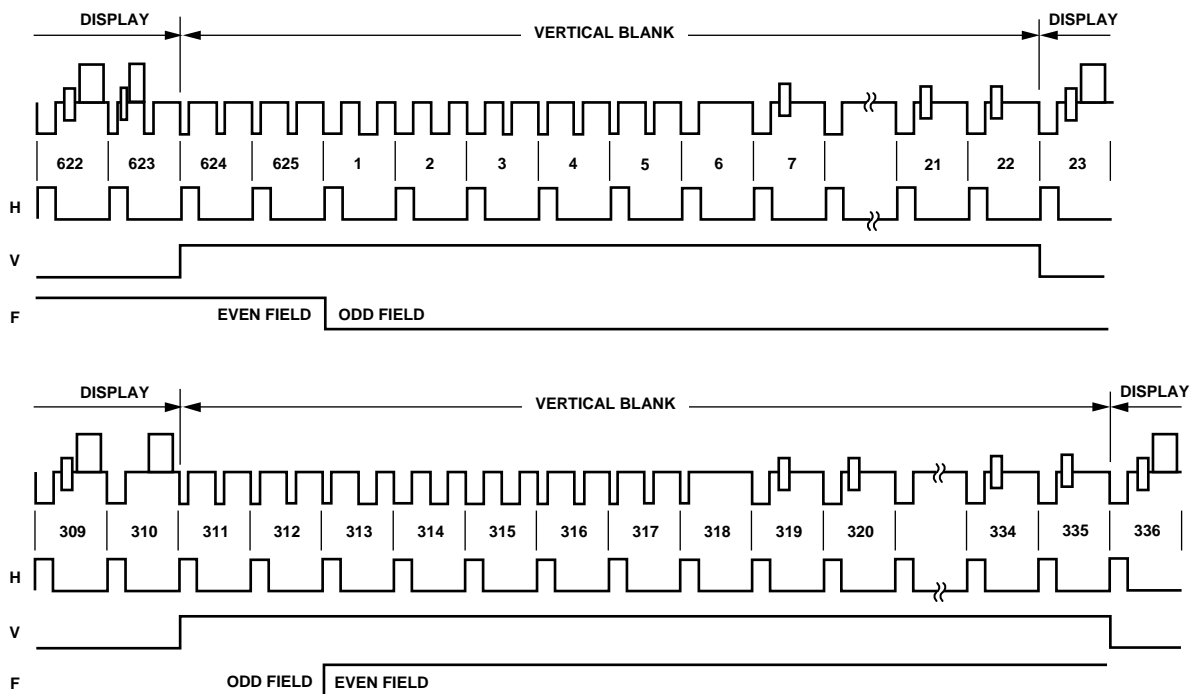 DISPLAY VERTICAL BLANK DISPLAY
622 623 624 625 1 2 3 4 5 6 7 21 22 23
H
V
F EVEN FIELD ODD FIELD
DISPLAY VERTICAL BLANK DISPLAY
309 310 311 312 313 314 315 316 317 318 319 320 334 335 336
H
V
F ODD FIELD EVEN FIELD